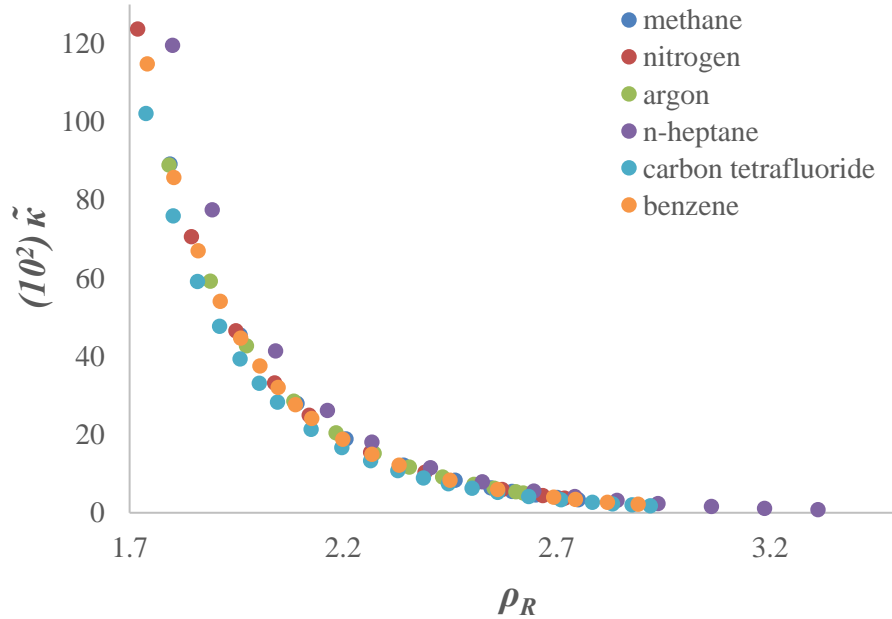 methane
nitrogen
argon
n-heptane
carbon tetrafluoride
benzene
(10²) κ̃
120
100
80
60
40
20
0
1.7 2.2 2.7 3.2
ρ_R